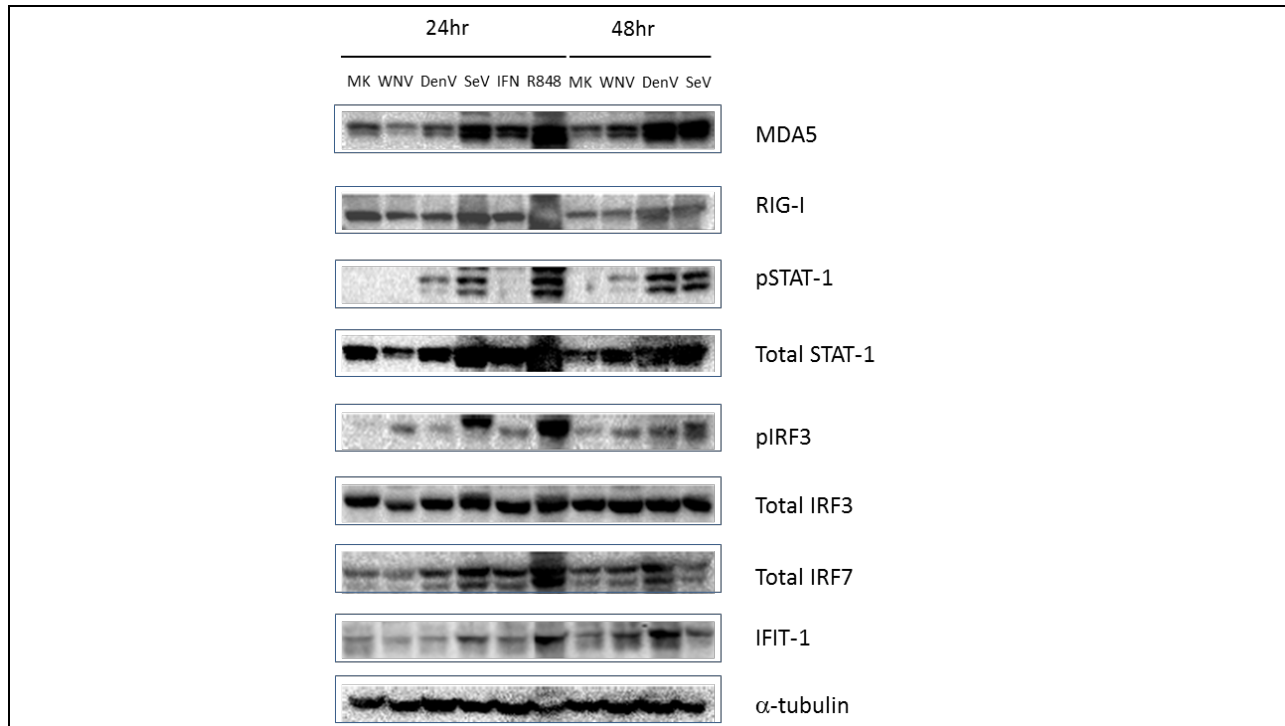 24hr 48hr
MK WNV DenV SeV IFN R848 MK WNV DenV SeV
MDA5
RIG-I
pSTAT-1
Total STAT-1
pIRF3
Total IRF3
Total IRF7
IFIT-1
α-tubulin